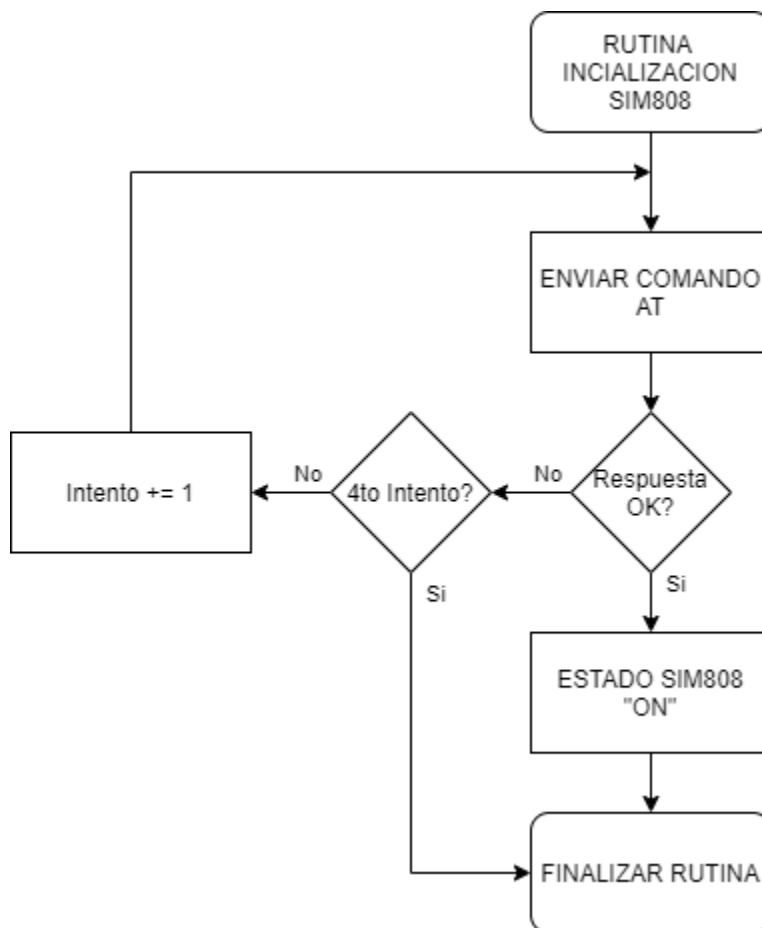 RUTINA
INCIALIZACION
SIM808
ENVIAR COMANDO
AT
Respuesta
OK?
No
4to Intento?
No
Intento += 1
Si
Si
ESTADO SIM808
"ON"
FINALIZAR RUTINA